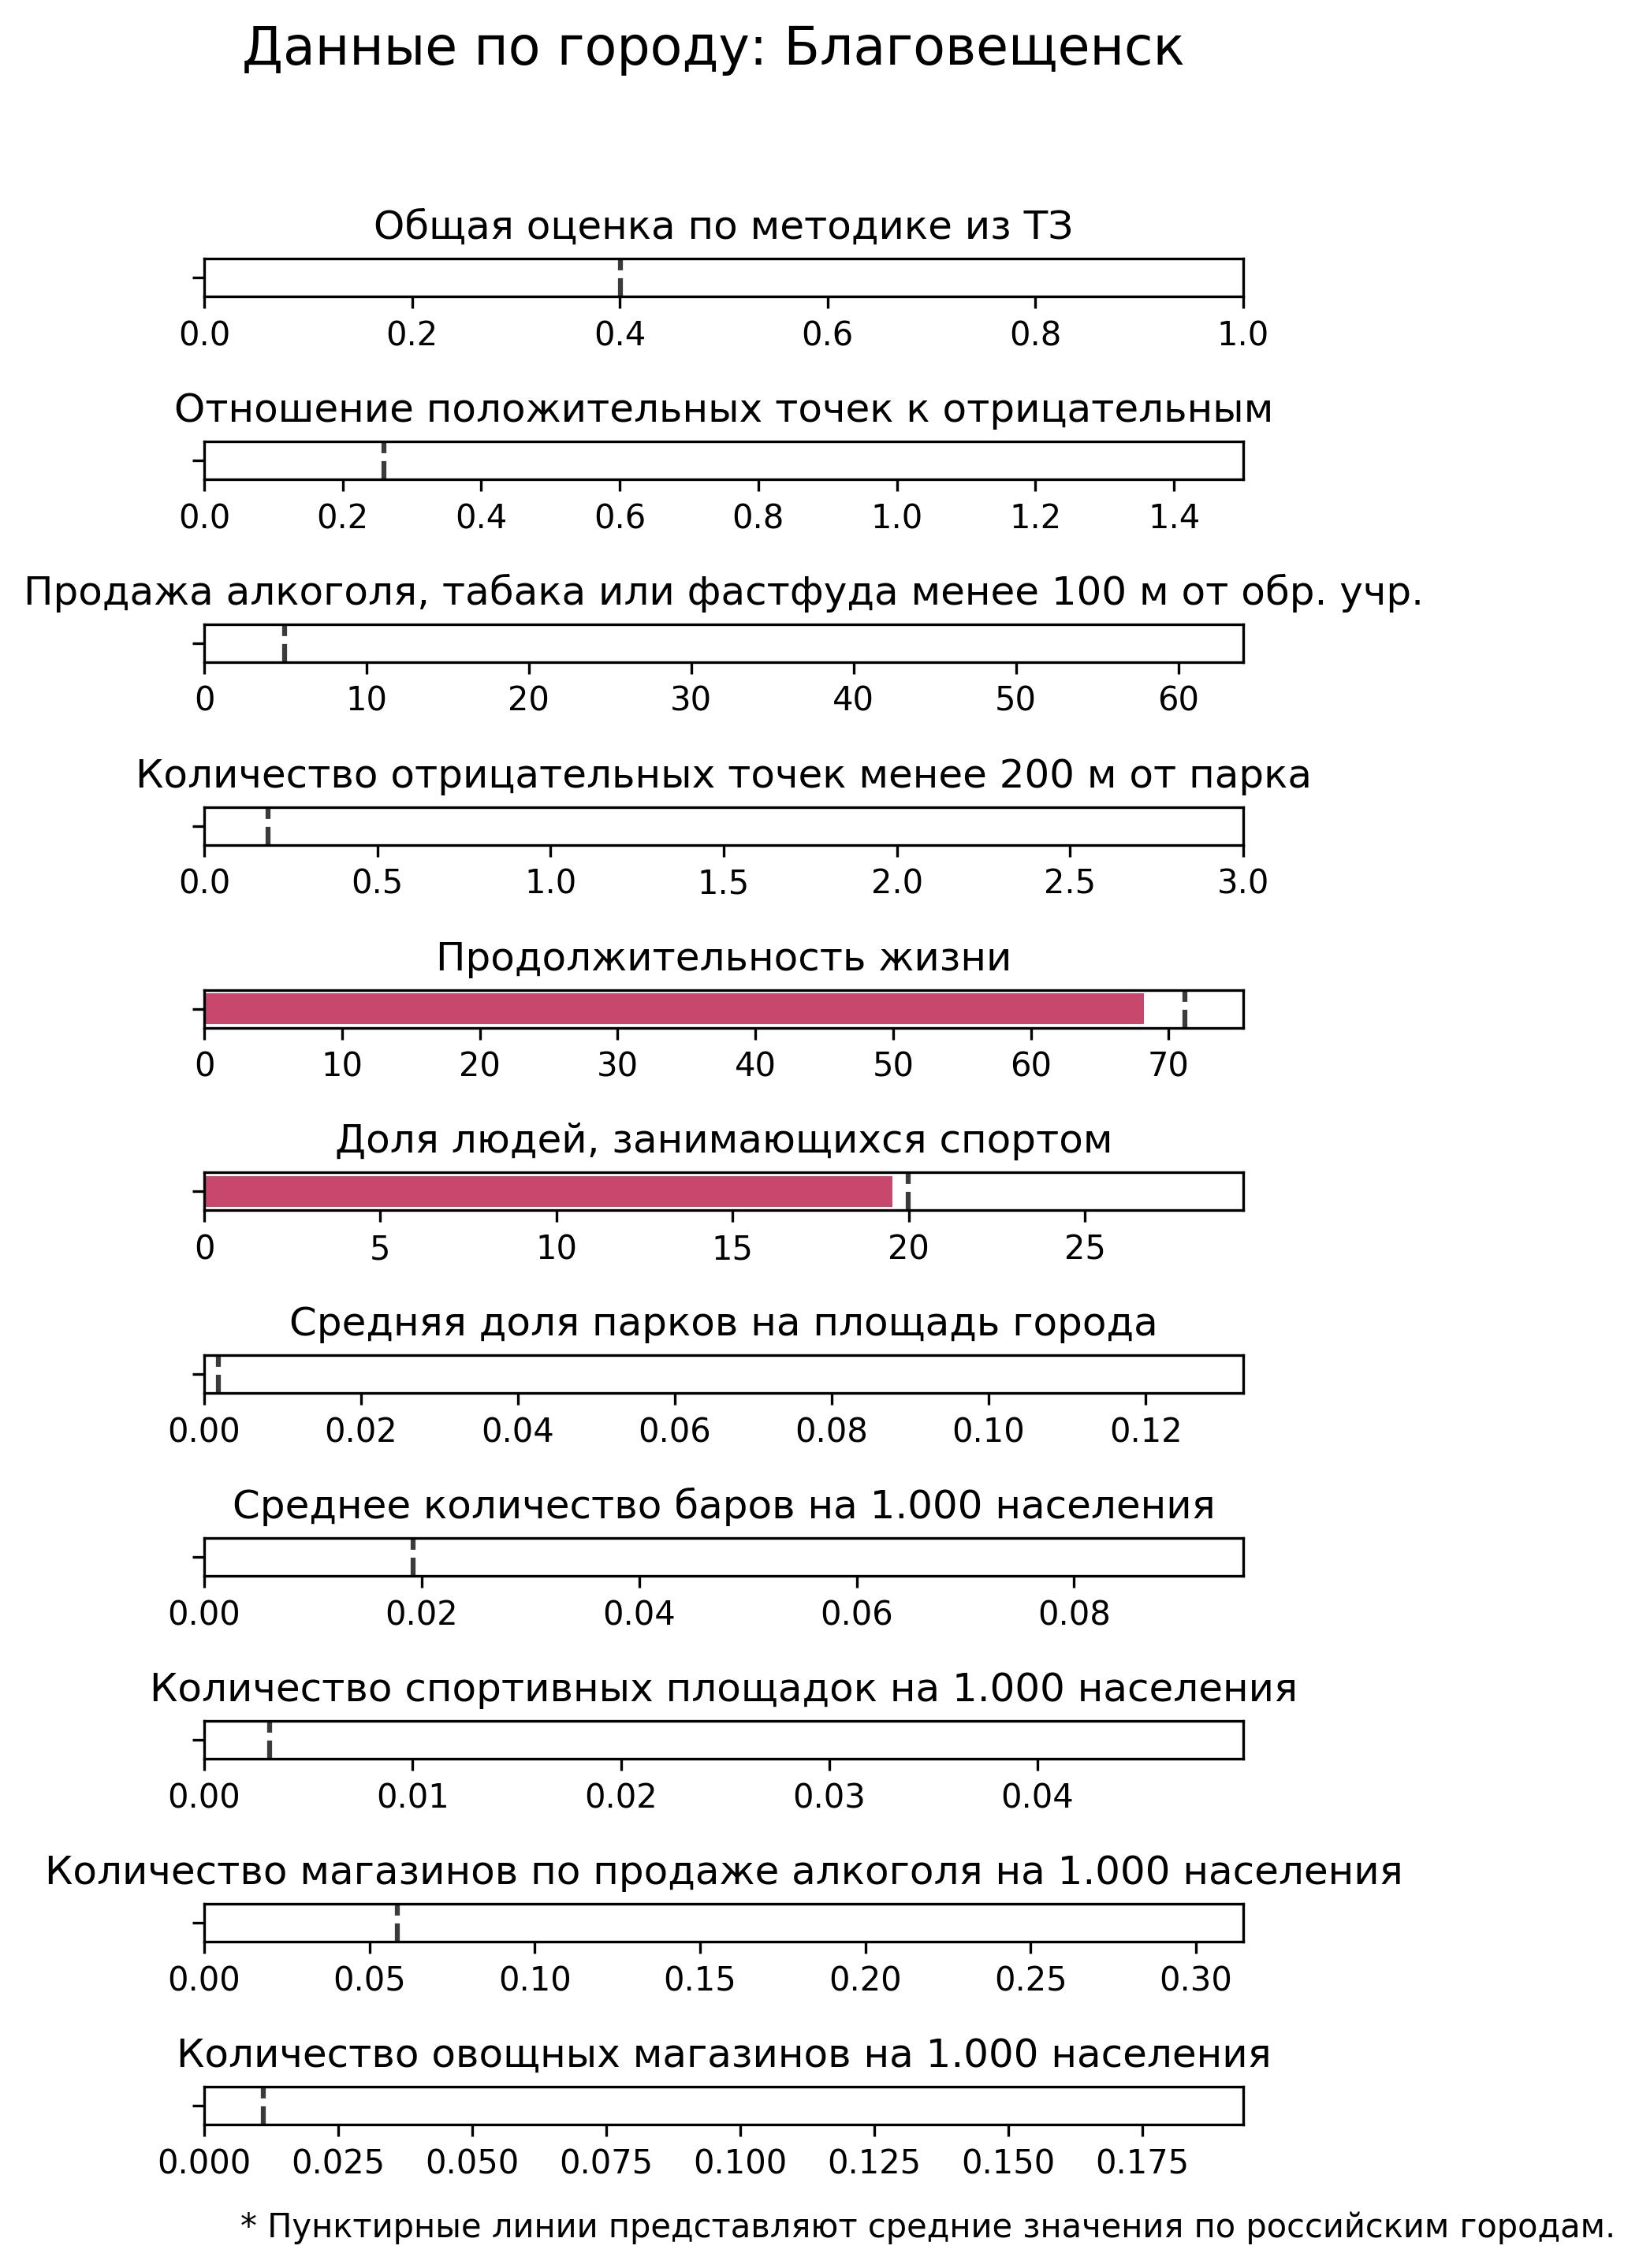 Данные по городу: Благовещенск
Общая оценка по методике из ТЗ
0.0 0.2 0.4 0.6 0.8 1.0
Отношение положительных точек к отрицательным
0.0 0.2 0.4 0.6 0.8 1.0 1.2 1.4
Продажа алкоголя, табака или фастфуда менее 100 м от обр. учр.
0 10 20 30 40 50 60
Количество отрицательных точек менее 200 м от парка
0.0 0.5 1.0 1.5 2.0 2.5 3.0
Продолжительность жизни
0 10 20 30 40 50 60 70
Доля людей, занимающихся спортом
0 5 10 15 20 25
Средняя доля парков на площадь города
0.00 0.02 0.04 0.06 0.08 0.10 0.12
Среднее количество баров на 1.000 населения
0.00 0.02 0.04 0.06 0.08
Количество спортивных площадок на 1.000 населения
0.00 0.01 0.02 0.03 0.04
Количество магазинов по продаже алкоголя на 1.000 населения
0.00 0.05 0.10 0.15 0.20 0.25 0.30
Количество овощных магазинов на 1.000 населения
0.000 0.025 0.050 0.075 0.100 0.125 0.150 0.175
* Пунктирные линии представляют средние значения по российским городам.